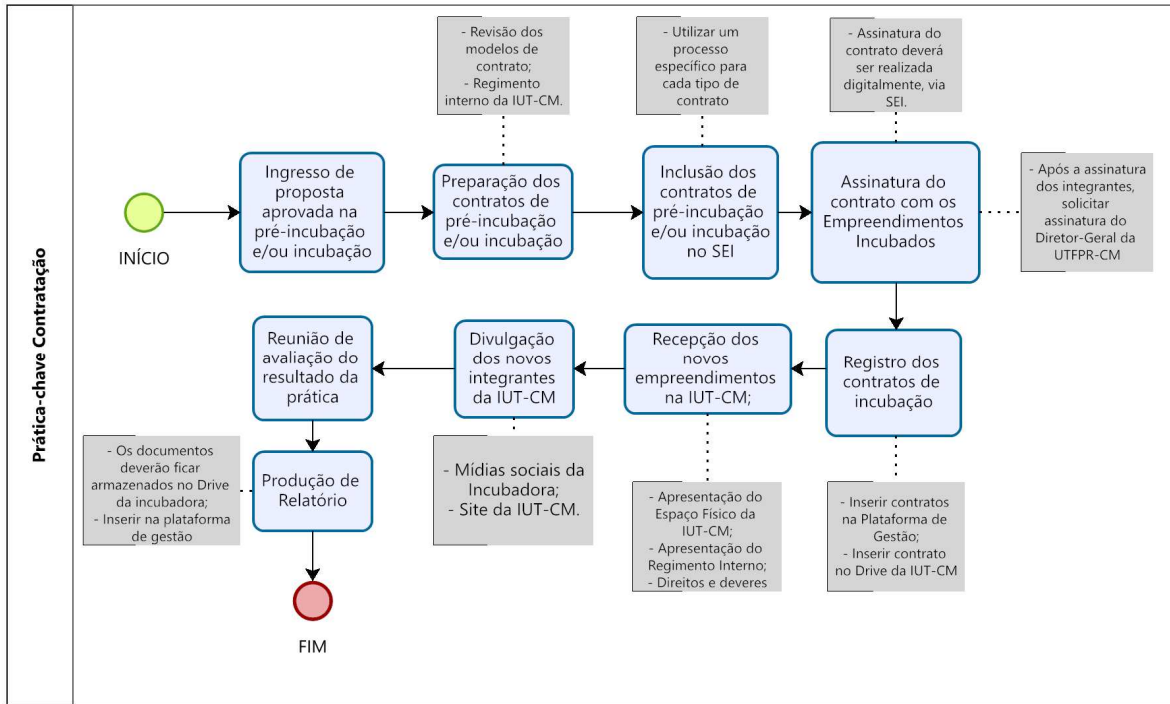 Prática-chave Contratação
- Revisão dos
modelos de
contrato;
- Regimento
interno da IUT-CM.
- Utilizar um
processo
específico para
cada tipo de
contrato
- Assinatura do
contrato deverá
ser realizada
digitalmente, via
SEI.
INÍCIO
Ingresso de
proposta
aprovada na
pré-incubação
e/ou incubação
Preparação dos
contratos de
pré-incubação
e/ou incubação
Inclusão dos
contratos de
pré-incubação
e/ou incubação
no SEI
Assinatura do
contrato com os
Empreendimentos
Incubados
- Após a assinatura
dos integrantes,
solicitar
assinatura do
Diretor-Geral da
UTFPR-CM
Registro dos
contratos de
incubação
Recepção dos
novos
empreendimentos
na IUT-CM;
Divulgação
dos novos
integrantes
da IUT-CM
Reunião de
avaliação do
resultado da
prática
- Inserir contratos
na Plataforma de
Gestão;
- Inserir contrato
no Drive da IUT-CM
- Apresentação do
Espaço Físico da
IUT-CM;
- Apresentação do
Regimento Interno;
- Direitos e deveres
- Mídias sociais da
Incubadora;
- Site da IUT-CM.
Produção de
Relatório
- Os documentos
deverão ficar
armazenados no Drive
da incubadora;
- Inserir na plataforma
de gestão
FIM